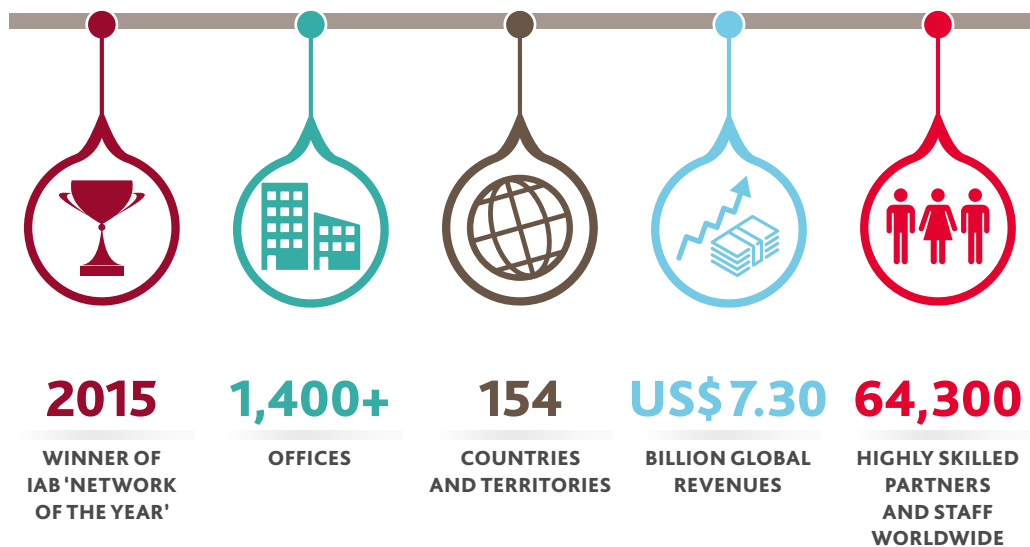 2015
WINNER OF
IAB 'NETWORK
OF THE YEAR'
1,400+
OFFICES
154
COUNTRIES
AND TERRITORIES
US$7.30
BILLION GLOBAL
REVENUES
64,300
HIGHLY SKILLED
PARTNERS
AND STAFF
WORLDWIDE